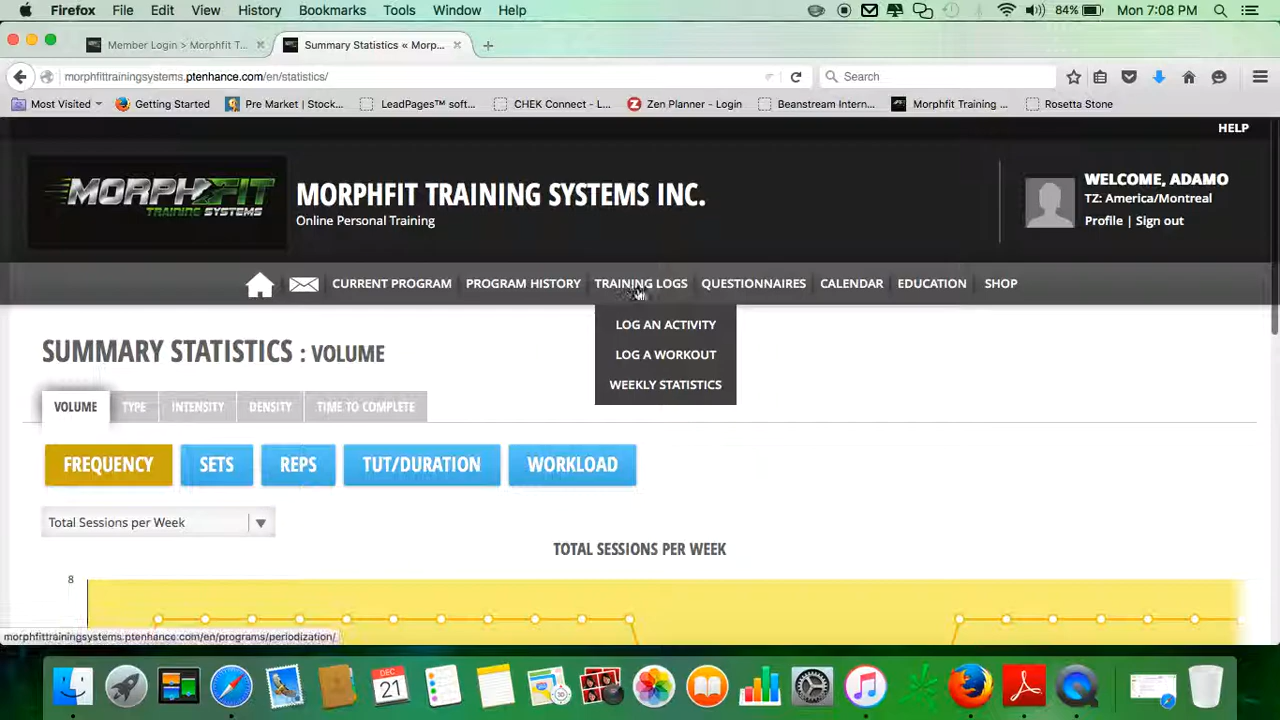 Firefox File Edit View History Bookmarks Tools Window Help 84% Mon 7:08 PM
Member Login > Morphfit T... Summary Statistics « Morp...
morphfittrainingsystems.ptenhance.com/en/statistics/ Search
Most Visited Getting Started Pre Market | Stock... LeadPages™ soft... CHEK Connect - L... Zen Planner - Login Beanstream Intern... Morphfit Training ... Rosetta Stone
HELP
MORPHFIT TRAINING SYSTEMS
MORPHFIT TRAINING SYSTEMS INC.
Online Personal Training
WELCOME, ADAMO
TZ: America/Montreal
Profile | Sign out
CURRENT PROGRAM PROGRAM HISTORY TRAINING LOGS QUESTIONNAIRES CALENDAR EDUCATION SHOP
LOG AN ACTIVITY
LOG A WORKOUT
WEEKLY STATISTICS
SUMMARY STATISTICS : VOLUME
VOLUME TYPE INTENSITY DENSITY TIME TO COMPLETE
FREQUENCY SETS REPS TUT/DURATION WORKLOAD
Total Sessions per Week
TOTAL SESSIONS PER WEEK
8
morphfittrainingsystems.ptenhance.com/en/programs/periodization/
DEC
21